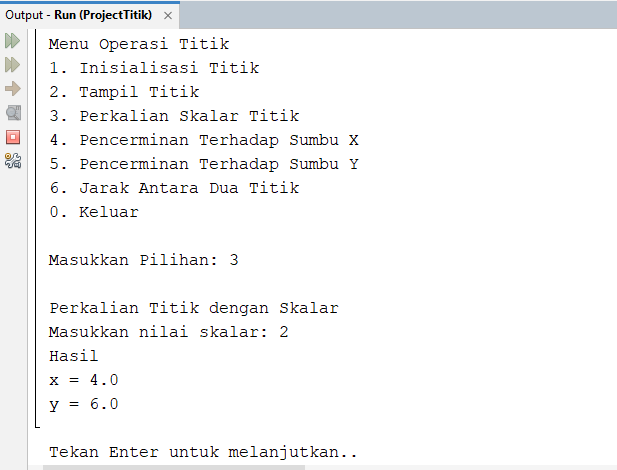 Output - Run (ProjectTitik)
Menu Operasi Titik
1. Inisialisasi Titik
2. Tampil Titik
3. Perkalian Skalar Titik
4. Pencerminan Terhadap Sumbu X
5. Pencerminan Terhadap Sumbu Y
6. Jarak Antara Dua Titik
0. Keluar
Masukkan Pilihan: 3
Perkalian Titik dengan Skalar
Masukkan nilai skalar: 2
Hasil
x = 4.0
y = 6.0
Tekan Enter untuk melanjutkan..